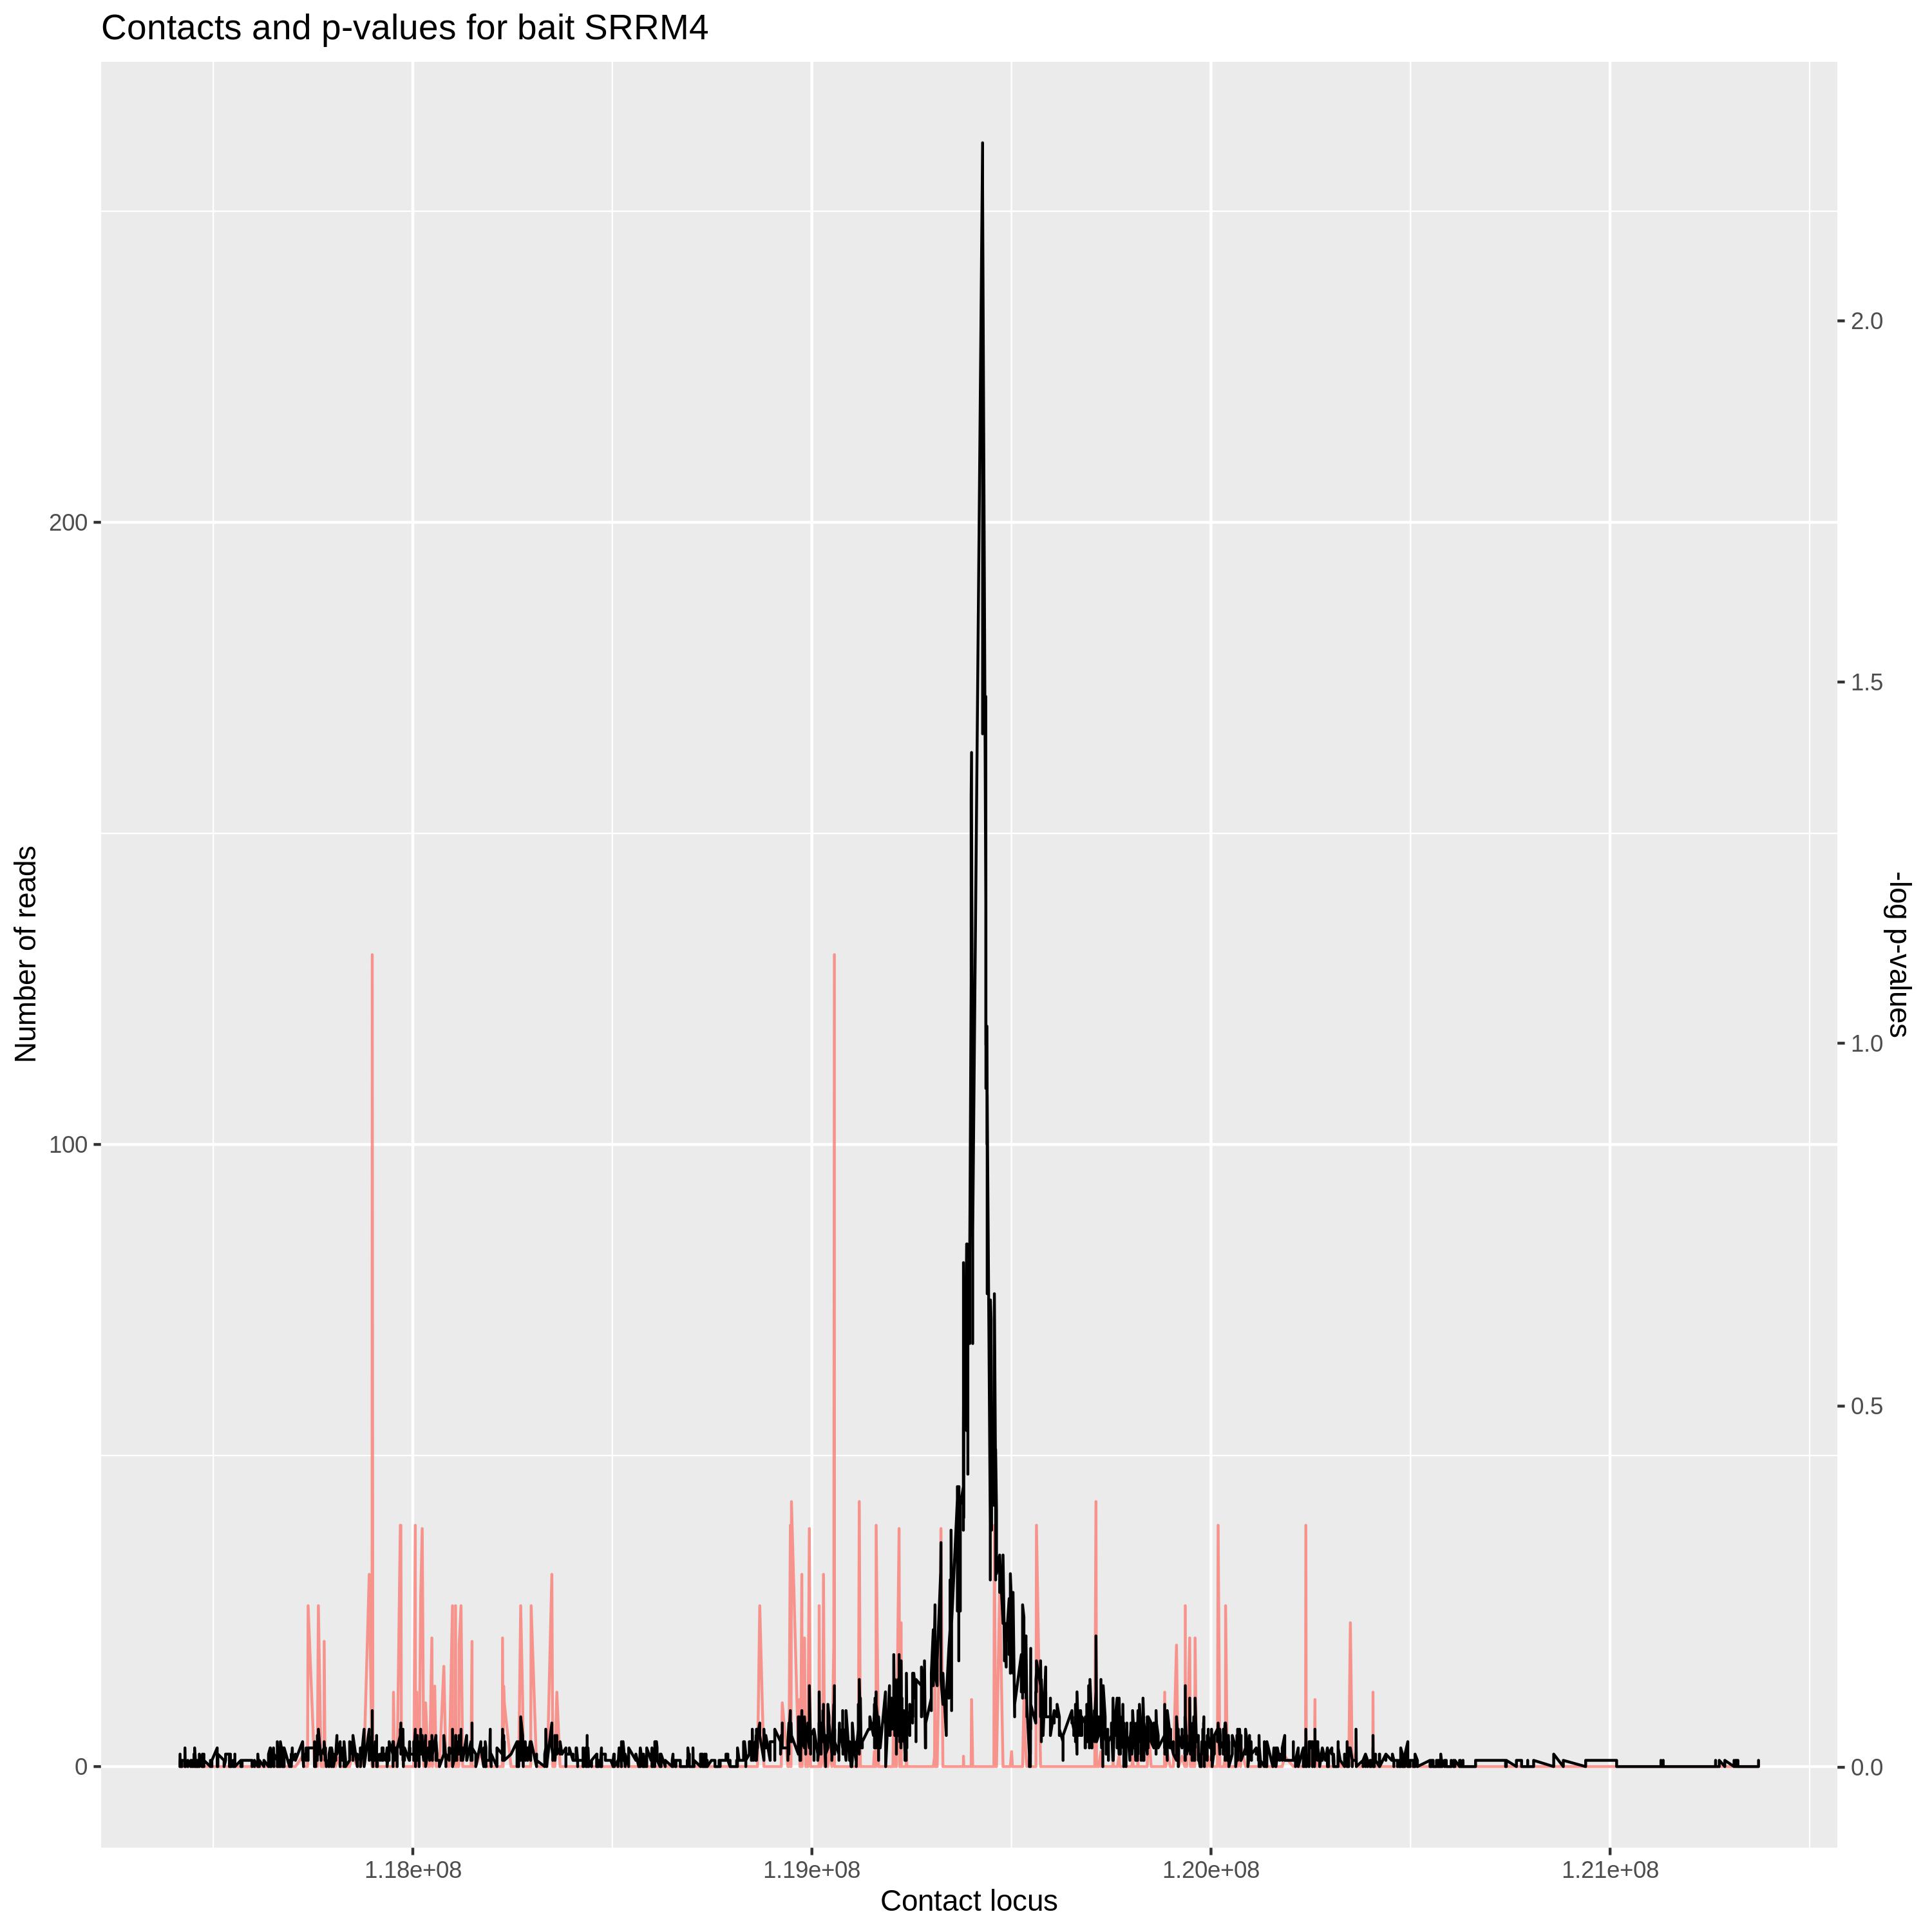 Contacts and p-values for bait SRRM4
Number of reads
200
100
0
2.0
1.5
1.0
0.5
0.0
-log p-values
1.18e+08
1.19e+08
1.20e+08
1.21e+08
Contact locus